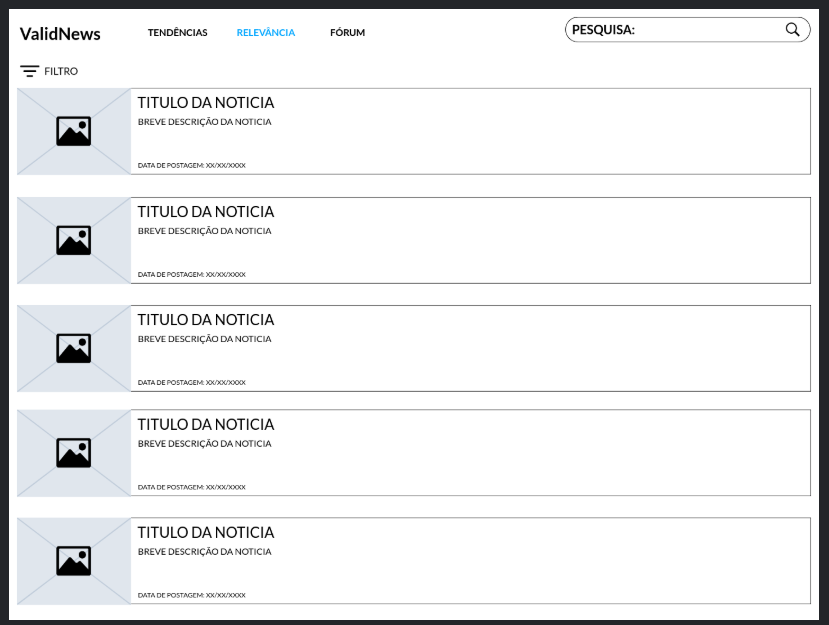 ValidNews
TENDÊNCIAS
RELEVÂNCIA
FÓRUM
PESQUISA:
FILTRO
TITULO DA NOTICIA
BREVE DESCRIÇÃO DA NOTICIA
DATA DE POSTAGEM: XX/XX/XXXX
TITULO DA NOTICIA
BREVE DESCRIÇÃO DA NOTICIA
DATA DE POSTAGEM: XX/XX/XXXX
TITULO DA NOTICIA
BREVE DESCRIÇÃO DA NOTICIA
DATA DE POSTAGEM: XX/XX/XXXX
TITULO DA NOTICIA
BREVE DESCRIÇÃO DA NOTICIA
DATA DE POSTAGEM: XX/XX/XXXX
TITULO DA NOTICIA
BREVE DESCRIÇÃO DA NOTICIA
DATA DE POSTAGEM: XX/XX/XXXX